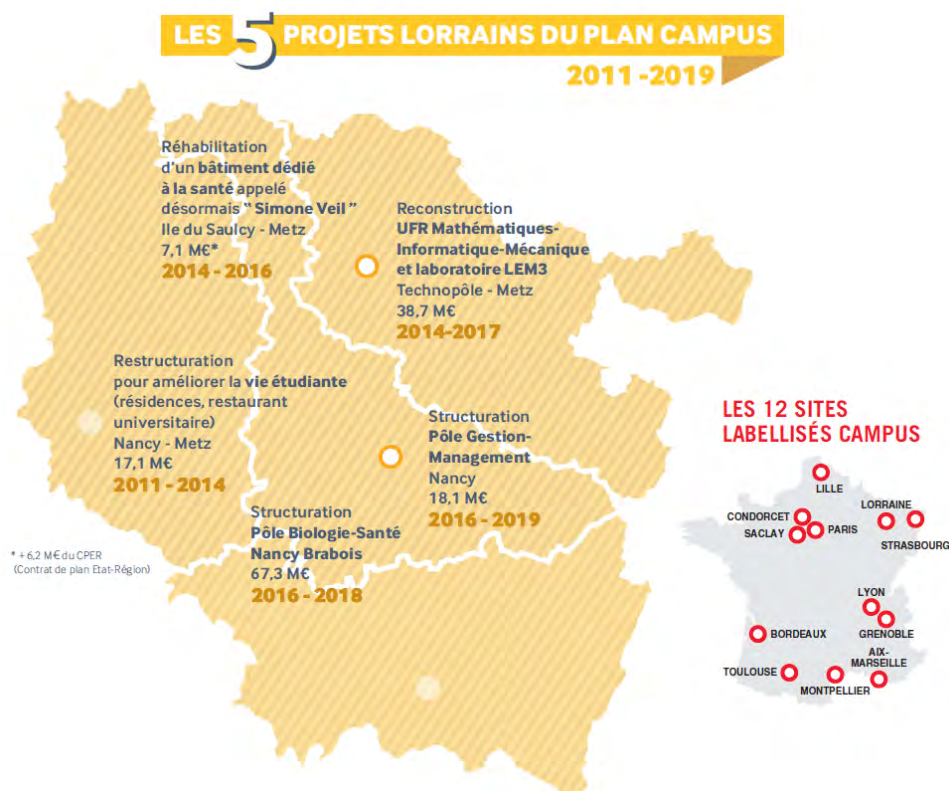 LES 5 PROJETS LORRAINS DU PLAN CAMPUS
2011 -2019
Réhabilitation
d'un bâtiment dédié
à la santé appelé
désormais “ Simone Veil ”
Ile du Saulcy - Metz
7,1 M€*
2014 - 2016
Reconstruction
UFR Mathématiques-
Informatique-Mécanique
et laboratoire LEM3
Technopôle - Metz
38,7 M€
2014-2017
Restructuration
pour améliorer la vie étudiante
(résidences, restaurant
universitaire)
Nancy - Metz
17,1 M€
2011 - 2014
Structuration
Pôle Gestion-
Management
Nancy
18,1 M€
2016 - 2019
Structuration
Pôle Biologie-Santé
Nancy Brabois
67,3 M€
2016 - 2018
* + 6,2 M€ du CPER
(Contrat de plan Etat-Région)
LES 12 SITES
LABELLISÉS CAMPUS
LILLE
CONDORCET
LORRAINE
SACLAY
PARIS
STRASBOURG
LYON
GRENOBLE
BORDEAUX
AIX-
MARSEILLE
TOULOUSE
MONTPELLIER